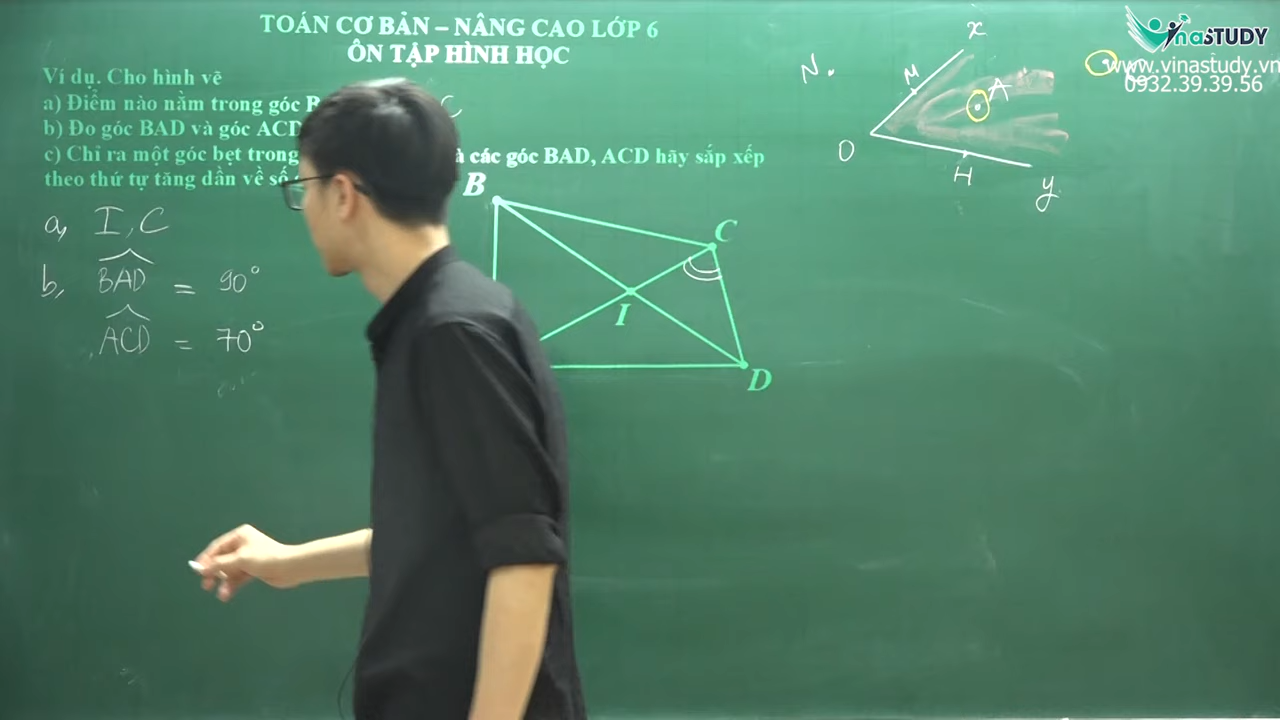 TOÁN CƠ BẢN – NÂNG CAO LỚP 6
ÔN TẬP HÌNH HỌC
Ví dụ. Cho hình vẽ
a) Điểm nào nằm trong góc
b) Đo góc BAD và góc ACD
c) Chỉ ra một góc bẹt trong và các góc BAD, ACD hãy sắp xếp
theo thứ tự tăng dần về số
a, I, C
b, BAD = 90°
ACD = 70°
B
C
I
D
N
M
x
A
O
H
y
VinaSTUDY
www.vinastudy.vn
0932.39.39.56